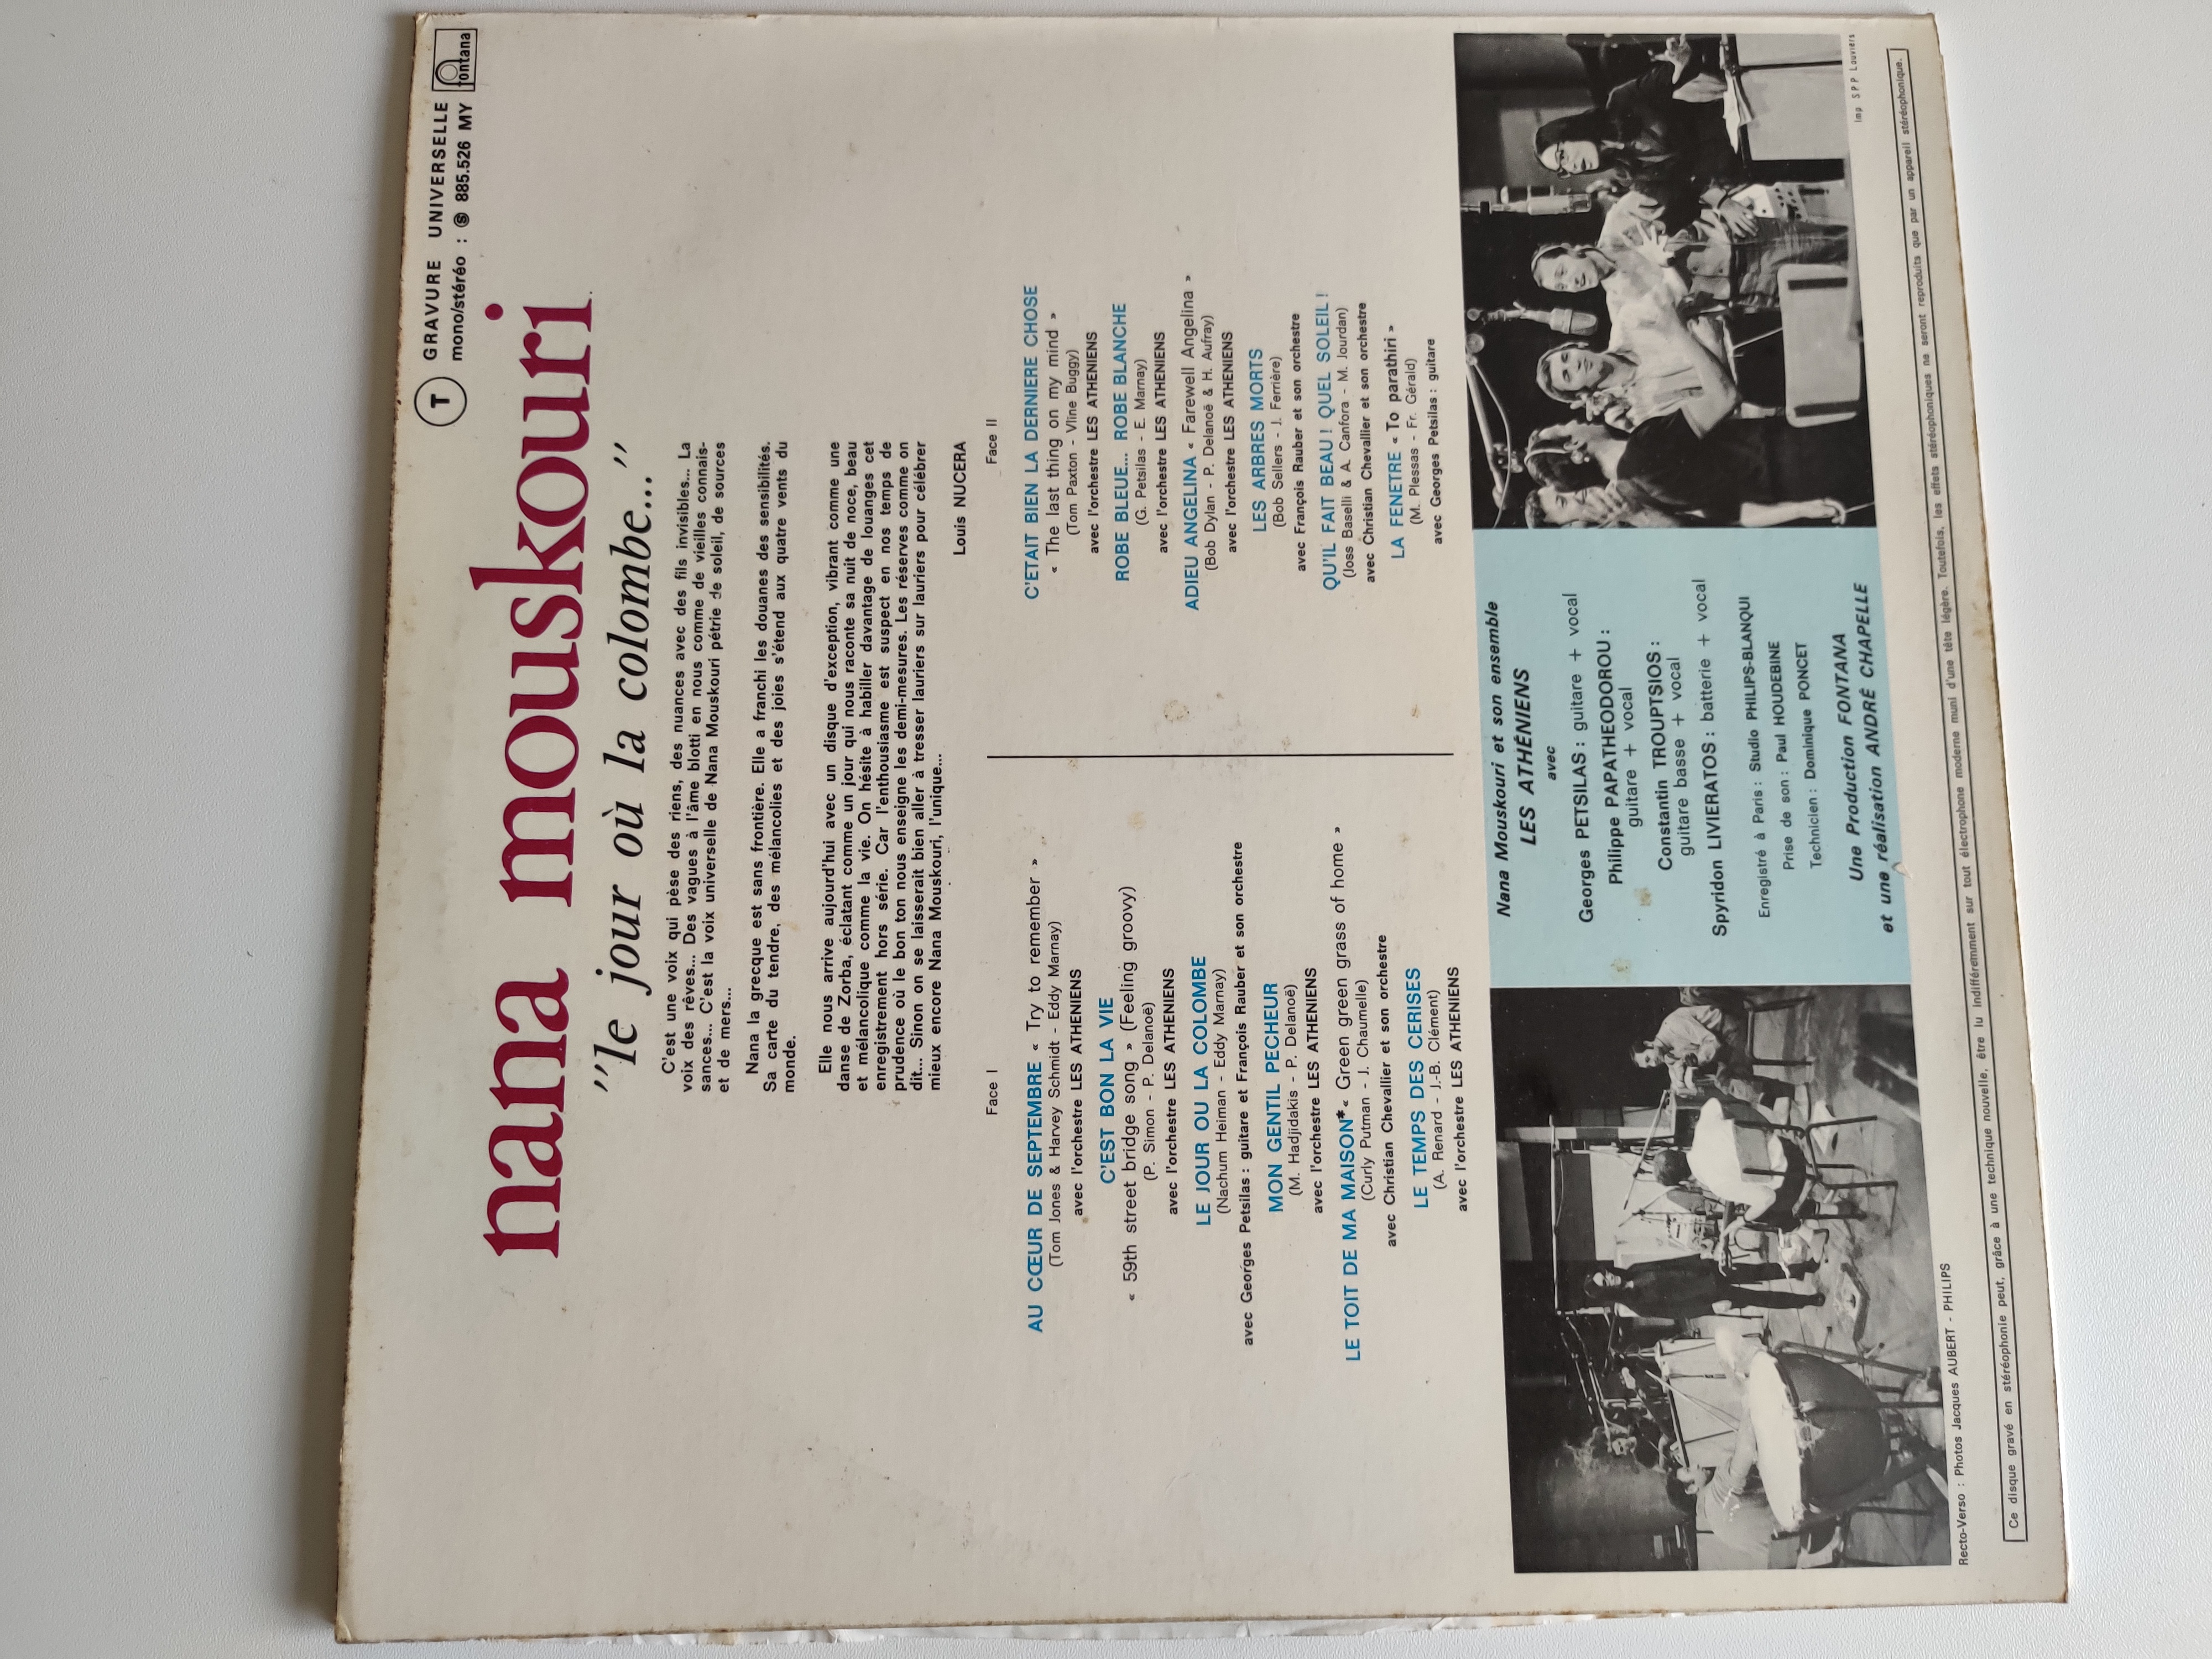 T
GRAVURE UNIVERSELLE
mono/stéréo : S 885.526 MY
fontana
nana mouskouri
"le jour où la colombe..."
C'est une voix qui pèse des riens, des nuances avec des fils invisibles... La
voix des rêves... Des vagues à l'âme blotti en nous comme de vieilles connais-
sances... C'est la voix universelle de Nana Mouskouri pétrie de soleil, de sources
et de mers...
Nana la grecque est sans frontière. Elle a franchi les douanes des sensibilités.
Sa carte du tendre, des mélancolies et des joies s'étend aux quatre vents du
monde.
Elle nous arrive aujourd'hui avec un disque d'exception, vibrant comme une
danse de Zorba, éclatant comme un jour qui nous raconte sa nuit de noce, beau
et mélancolique comme la vie. On hésite à habiller davantage de louanges cet
enregistrement hors série. Car l'enthousiasme est suspect en nos temps de
prudence où le bon ton nous enseigne les demi-mesures. Les réserves comme on
dit... Sinon on se laisserait bien aller à tresser lauriers sur lauriers pour célébrer
mieux encore Nana Mouskouri, l'unique...
Louis NUCERA
Face I
AU CŒUR DE SEPTEMBRE « Try to remember »
(Tom Jones & Harvey Schmidt - Eddy Marnay)
avec l'orchestre LES ATHENIENS
C'EST BON LA VIE
« 59th street bridge song » (Feeling groovy)
(P. Simon - P. Delanoë)
avec l'orchestre LES ATHENIENS
LE JOUR OU LA COLOMBE
(Nachum Heiman - Eddy Marnay)
avec Georges Petsilas : guitare et François Rauber et son orchestre
MON GENTIL PECHEUR
(M. Hadjidakis - P. Delanoë)
avec l'orchestre LES ATHENIENS
LE TOIT DE MA MAISON* « Green green grass of home »
(Curly Putman - J. Chaumelle)
avec Christian Chevallier et son orchestre
LE TEMPS DES CERISES
(A. Renard - J.-B. Clément)
avec l'orchestre LES ATHENIENS
Face II
C'ETAIT BIEN LA DERNIERE CHOSE
« The last thing on my mind »
(Tom Paxton - Vline Buggy)
avec l'orchestre LES ATHENIENS
ROBE BLEUE... ROBE BLANCHE
(G. Petsilas - E. Marnay)
avec l'orchestre LES ATHENIENS
ADIEU ANGELINA « Farewell Angelina »
(Bob Dylan - P. Delanoë & H. Aufray)
avec l'orchestre LES ATHENIENS
LES ARBRES MORTS
(Bob Sellers - J. Ferrière)
avec François Rauber et son orchestre
QU'IL FAIT BEAU ! QUEL SOLEIL !
(Joss Baselli & A. Canfora - M. Jourdan)
avec Christian Chevallier et son orchestre
LA FENETRE « To parathiri »
(M. Plessas - Fr. Gérald)
avec Georges Petsilas : guitare
Nana Mouskouri et son ensemble
LES ATHÉNIENS
avec
Georges PETSILAS : guitare + vocal
Philippe PAPATHEODOROU :
guitare + vocal
Constantin TROUPTSIOS :
guitare basse + vocal
Spyridon LIVIERATOS : batterie + vocal
Enregistré à Paris : Studio PHILIPS-BLANQUI
Prise de son : Paul HOUDEBINE
Technicien : Dominique PONCET
Une Production FONTANA
et une réalisation ANDRÉ CHAPELLE
Imp SPP Louviers
Recto-Verso : Photos Jacques AUBERT - PHILIPS
Ce disque gravé en stéréophonie peut, grâce à une technique nouvelle, être lu indifféremment sur tout électrophone moderne muni d'une tête légère. Toutefois, les effets stéréophoniques ne seront reproduits que par un appareil stéréophonique.